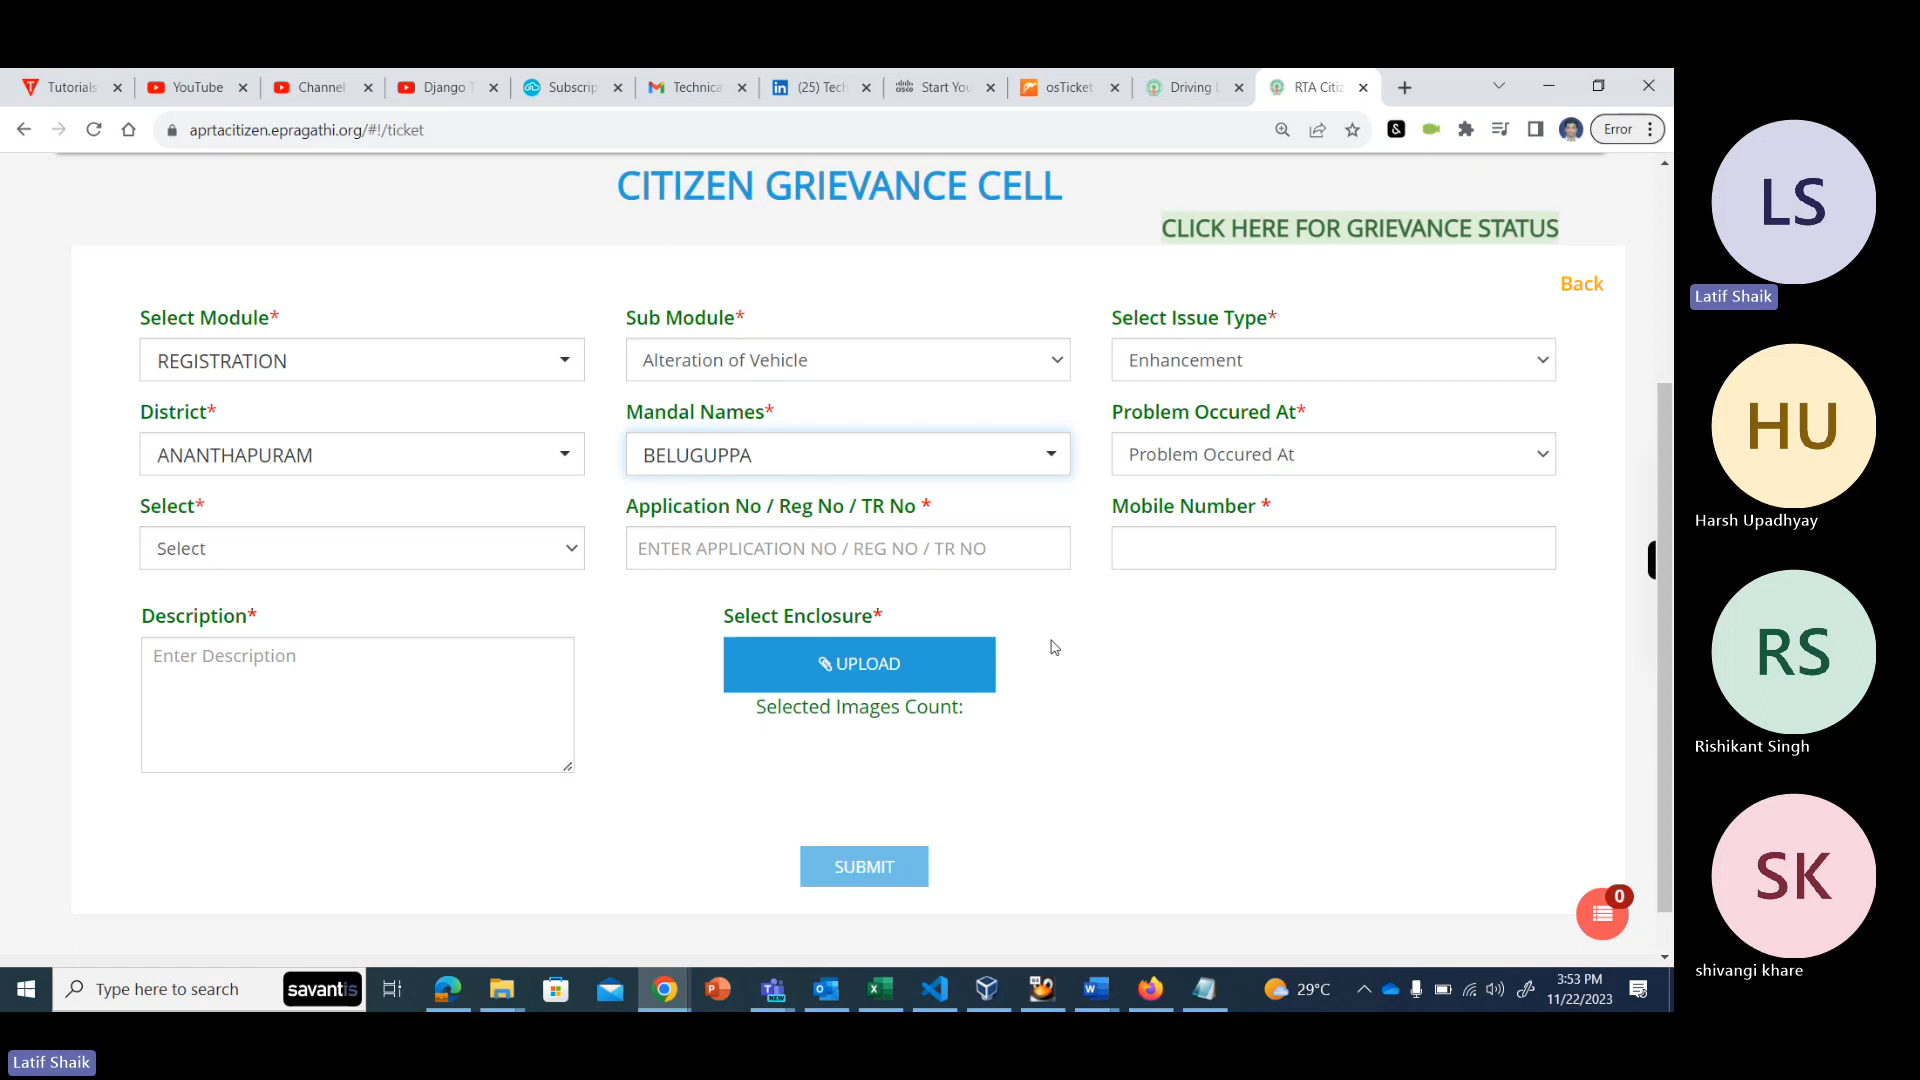 Tutorials
YouTube
Channel
Django T
Subscrip
Technica
(25) Tech
Start You
osTicket
Driving L
RTA Citiz
aprtacitizen.epragathi.org/#!/ticket
Error
CITIZEN GRIEVANCE CELL
CLICK HERE FOR GRIEVANCE STATUS
Back
Select Module*
Sub Module*
Select Issue Type*
REGISTRATION
Alteration of Vehicle
Enhancement
District*
Mandal Names*
Problem Occured At*
ANANTHAPURAM
BELUGUPPA
Problem Occured At
Select*
Application No / Reg No / TR No *
Mobile Number *
Select
ENTER APPLICATION NO / REG NO / TR NO
Description*
Select Enclosure*
Enter Description
UPLOAD
Selected Images Count:
SUBMIT
0
Type here to search
savantis
29°C
3:53 PM
11/22/2023
LS
Latif Shaik
HU
Harsh Upadhyay
RS
Rishikant Singh
SK
shivangi khare
Latif Shaik